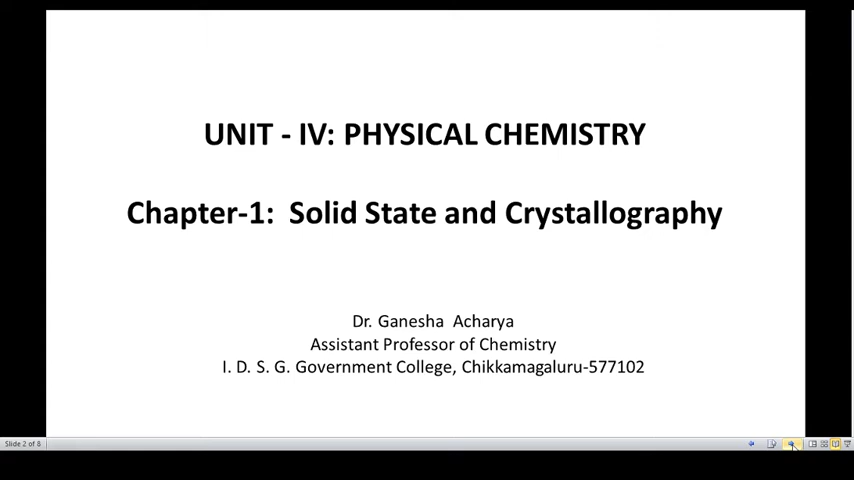 UNIT - IV: PHYSICAL CHEMISTRY
Chapter-1: Solid State and Crystallography
Dr. Ganesha Acharya
Assistant Professor of Chemistry
I. D. S. G. Government College, Chikkamagaluru-577102
Slide 2 of 8